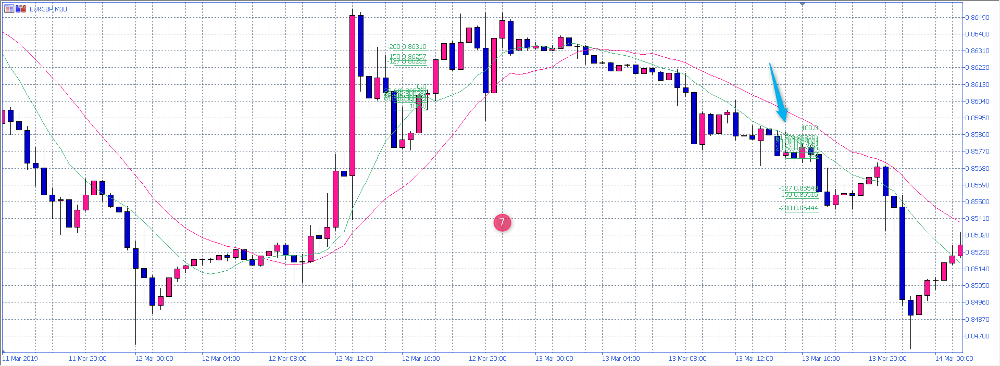 EURGBP,M30
0.86490
0.86400
0.86310
0.86220
0.86130
0.86040
0.85950
0.85860
0.85770
0.85680
0.85590
0.85500
0.85410
0.85320
0.85230
0.85140
0.85050
0.84960
0.84870
0.84780
-200 0.86310
-150 0.86257
-127 0.86233
0.0
100.0
7
100.0
-127 0.85549
-150 0.85516
-200 0.85444
11 Mar 2019
11 Mar 20:00
12 Mar 00:00
12 Mar 04:00
12 Mar 08:00
12 Mar 12:00
12 Mar 16:00
12 Mar 20:00
13 Mar 00:00
13 Mar 04:00
13 Mar 08:00
13 Mar 12:00
13 Mar 16:00
13 Mar 20:00
14 Mar 00:00